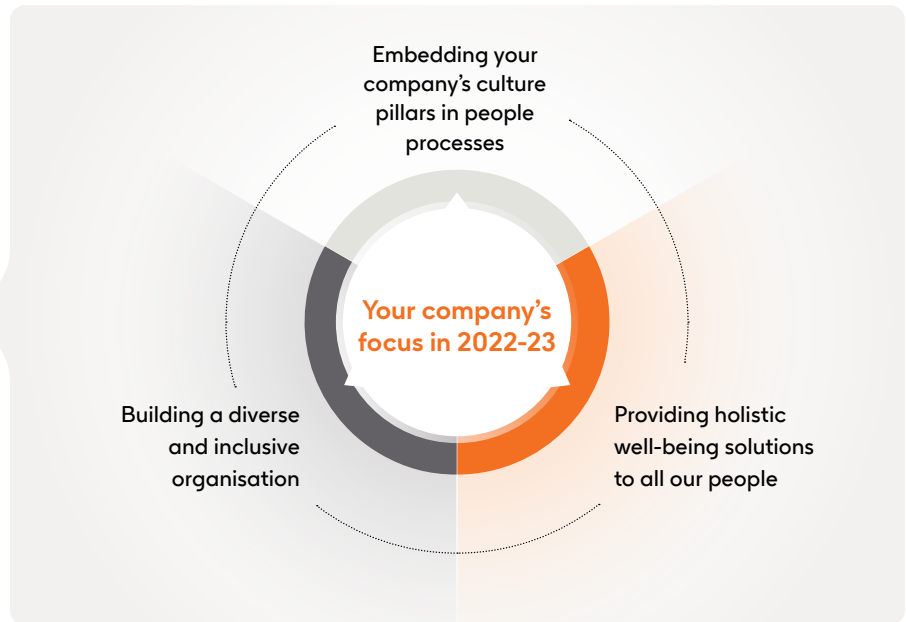 Embedding your
company’s culture
pillars in people
processes
Your company’s
focus in 2022-23
Building a diverse
and inclusive
organisation
Providing holistic
well-being solutions
to all our people